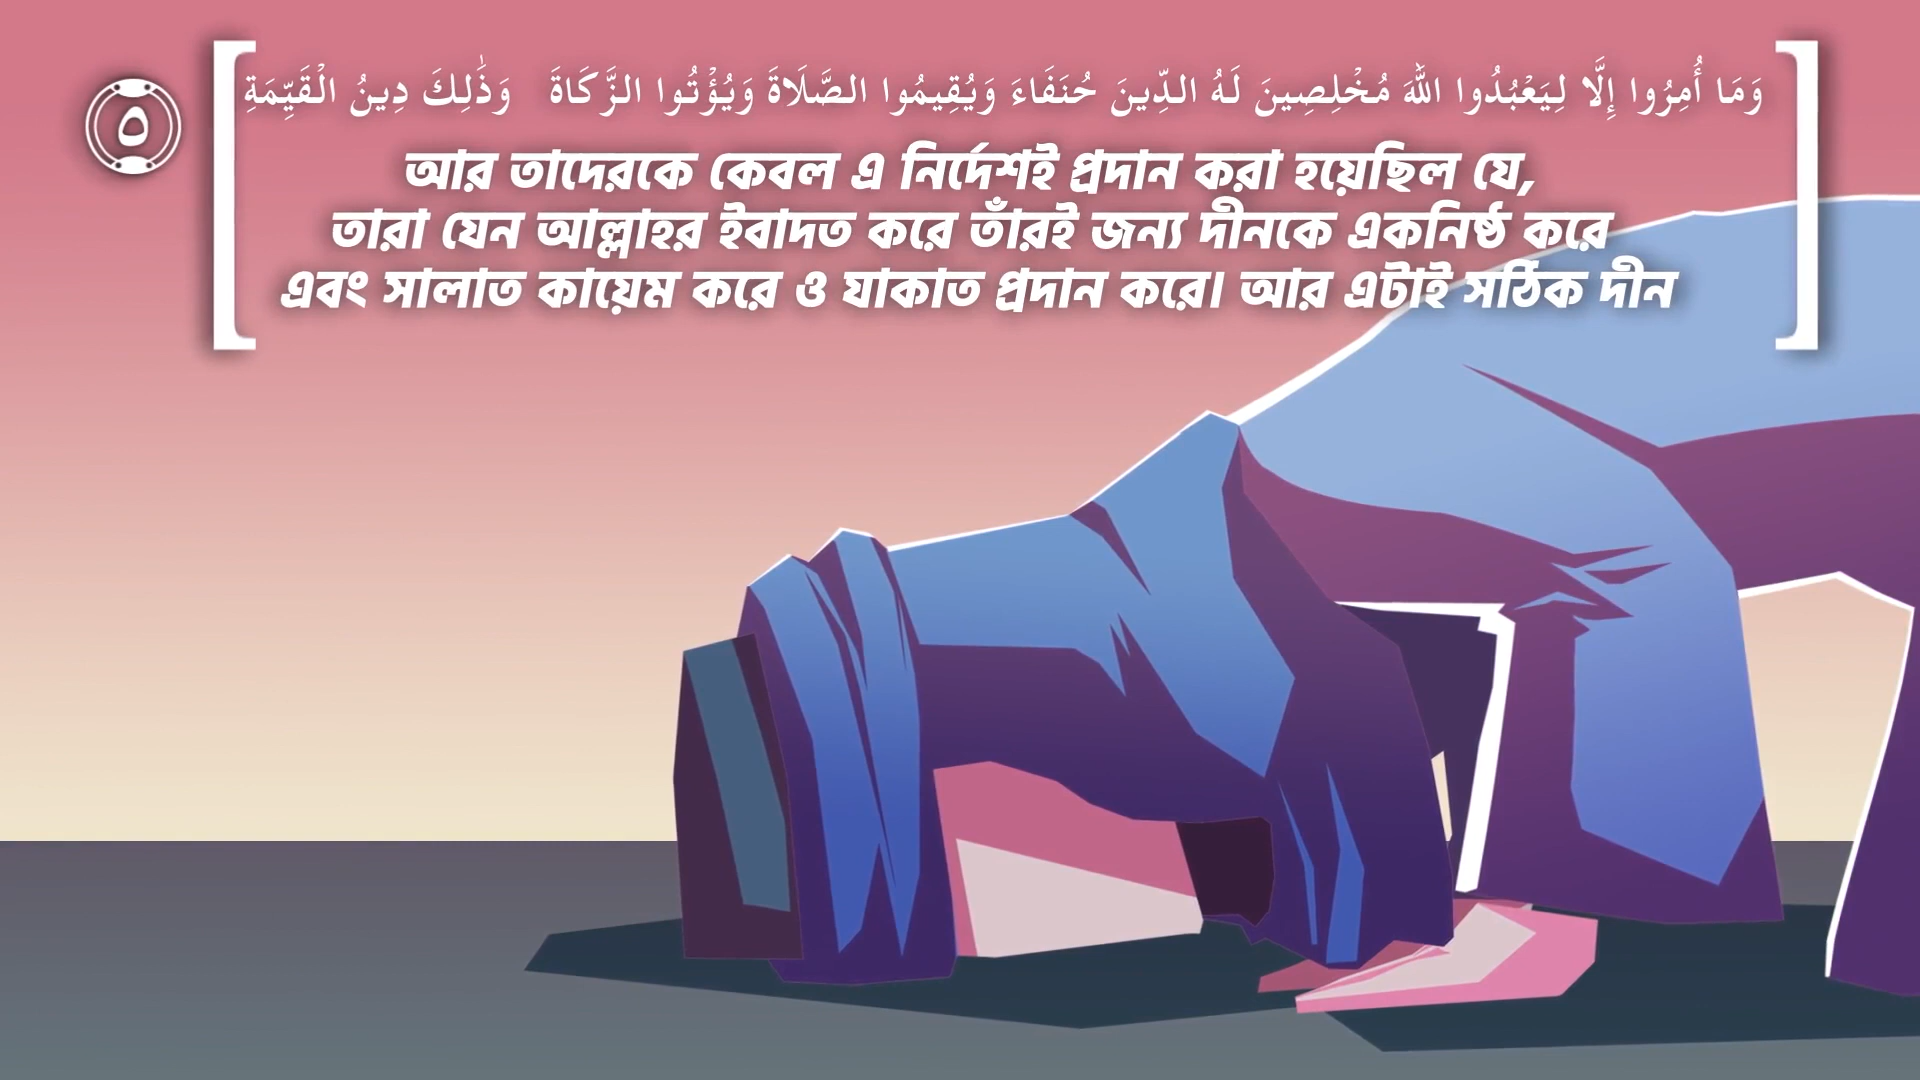 ٥
وَمَا أُمِرُوا إِلَّا لِيَعْبُدُوا اللَّهَ مُخْلِصِينَ لَهُ الدِّينَ حُنَفَاءَ وَيُقِيمُوا الصَّلَاةَ وَيُؤْتُوا الزَّكَاةَ وَذَٰلِكَ دِينُ الْقَيِّمَةِ
আর তাদেরকে কেবল এ নির্দেশই প্রদান করা হয়েছিল যে,
তারা যেন আল্লাহর ইবাদত করে তাঁরই জন্য দীনকে একনিষ্ঠ করে
এবং সালাত কায়েম করে ও যাকাত প্রদান করে। আর এটাই সঠিক দীন